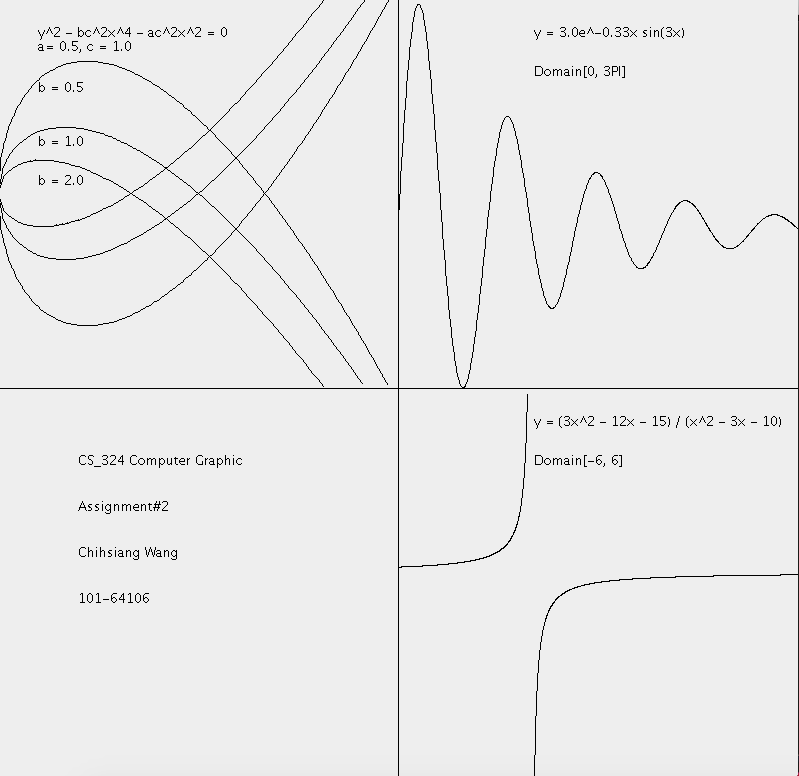 y^2 – bc^2x^4 – ac^2x^2 = 0
a= 0.5, c = 1.0
b = 0.5
b = 1.0
b = 2.0
y = 3.0e^–0.33x sin(3x)
Domain[0, 3PI]
CS_324 Computer Graphic
Assignment#2
Chihsiang Wang
101–64106
y = (3x^2 – 12x – 15) / (x^2 – 3x – 10)
Domain[–6, 6]